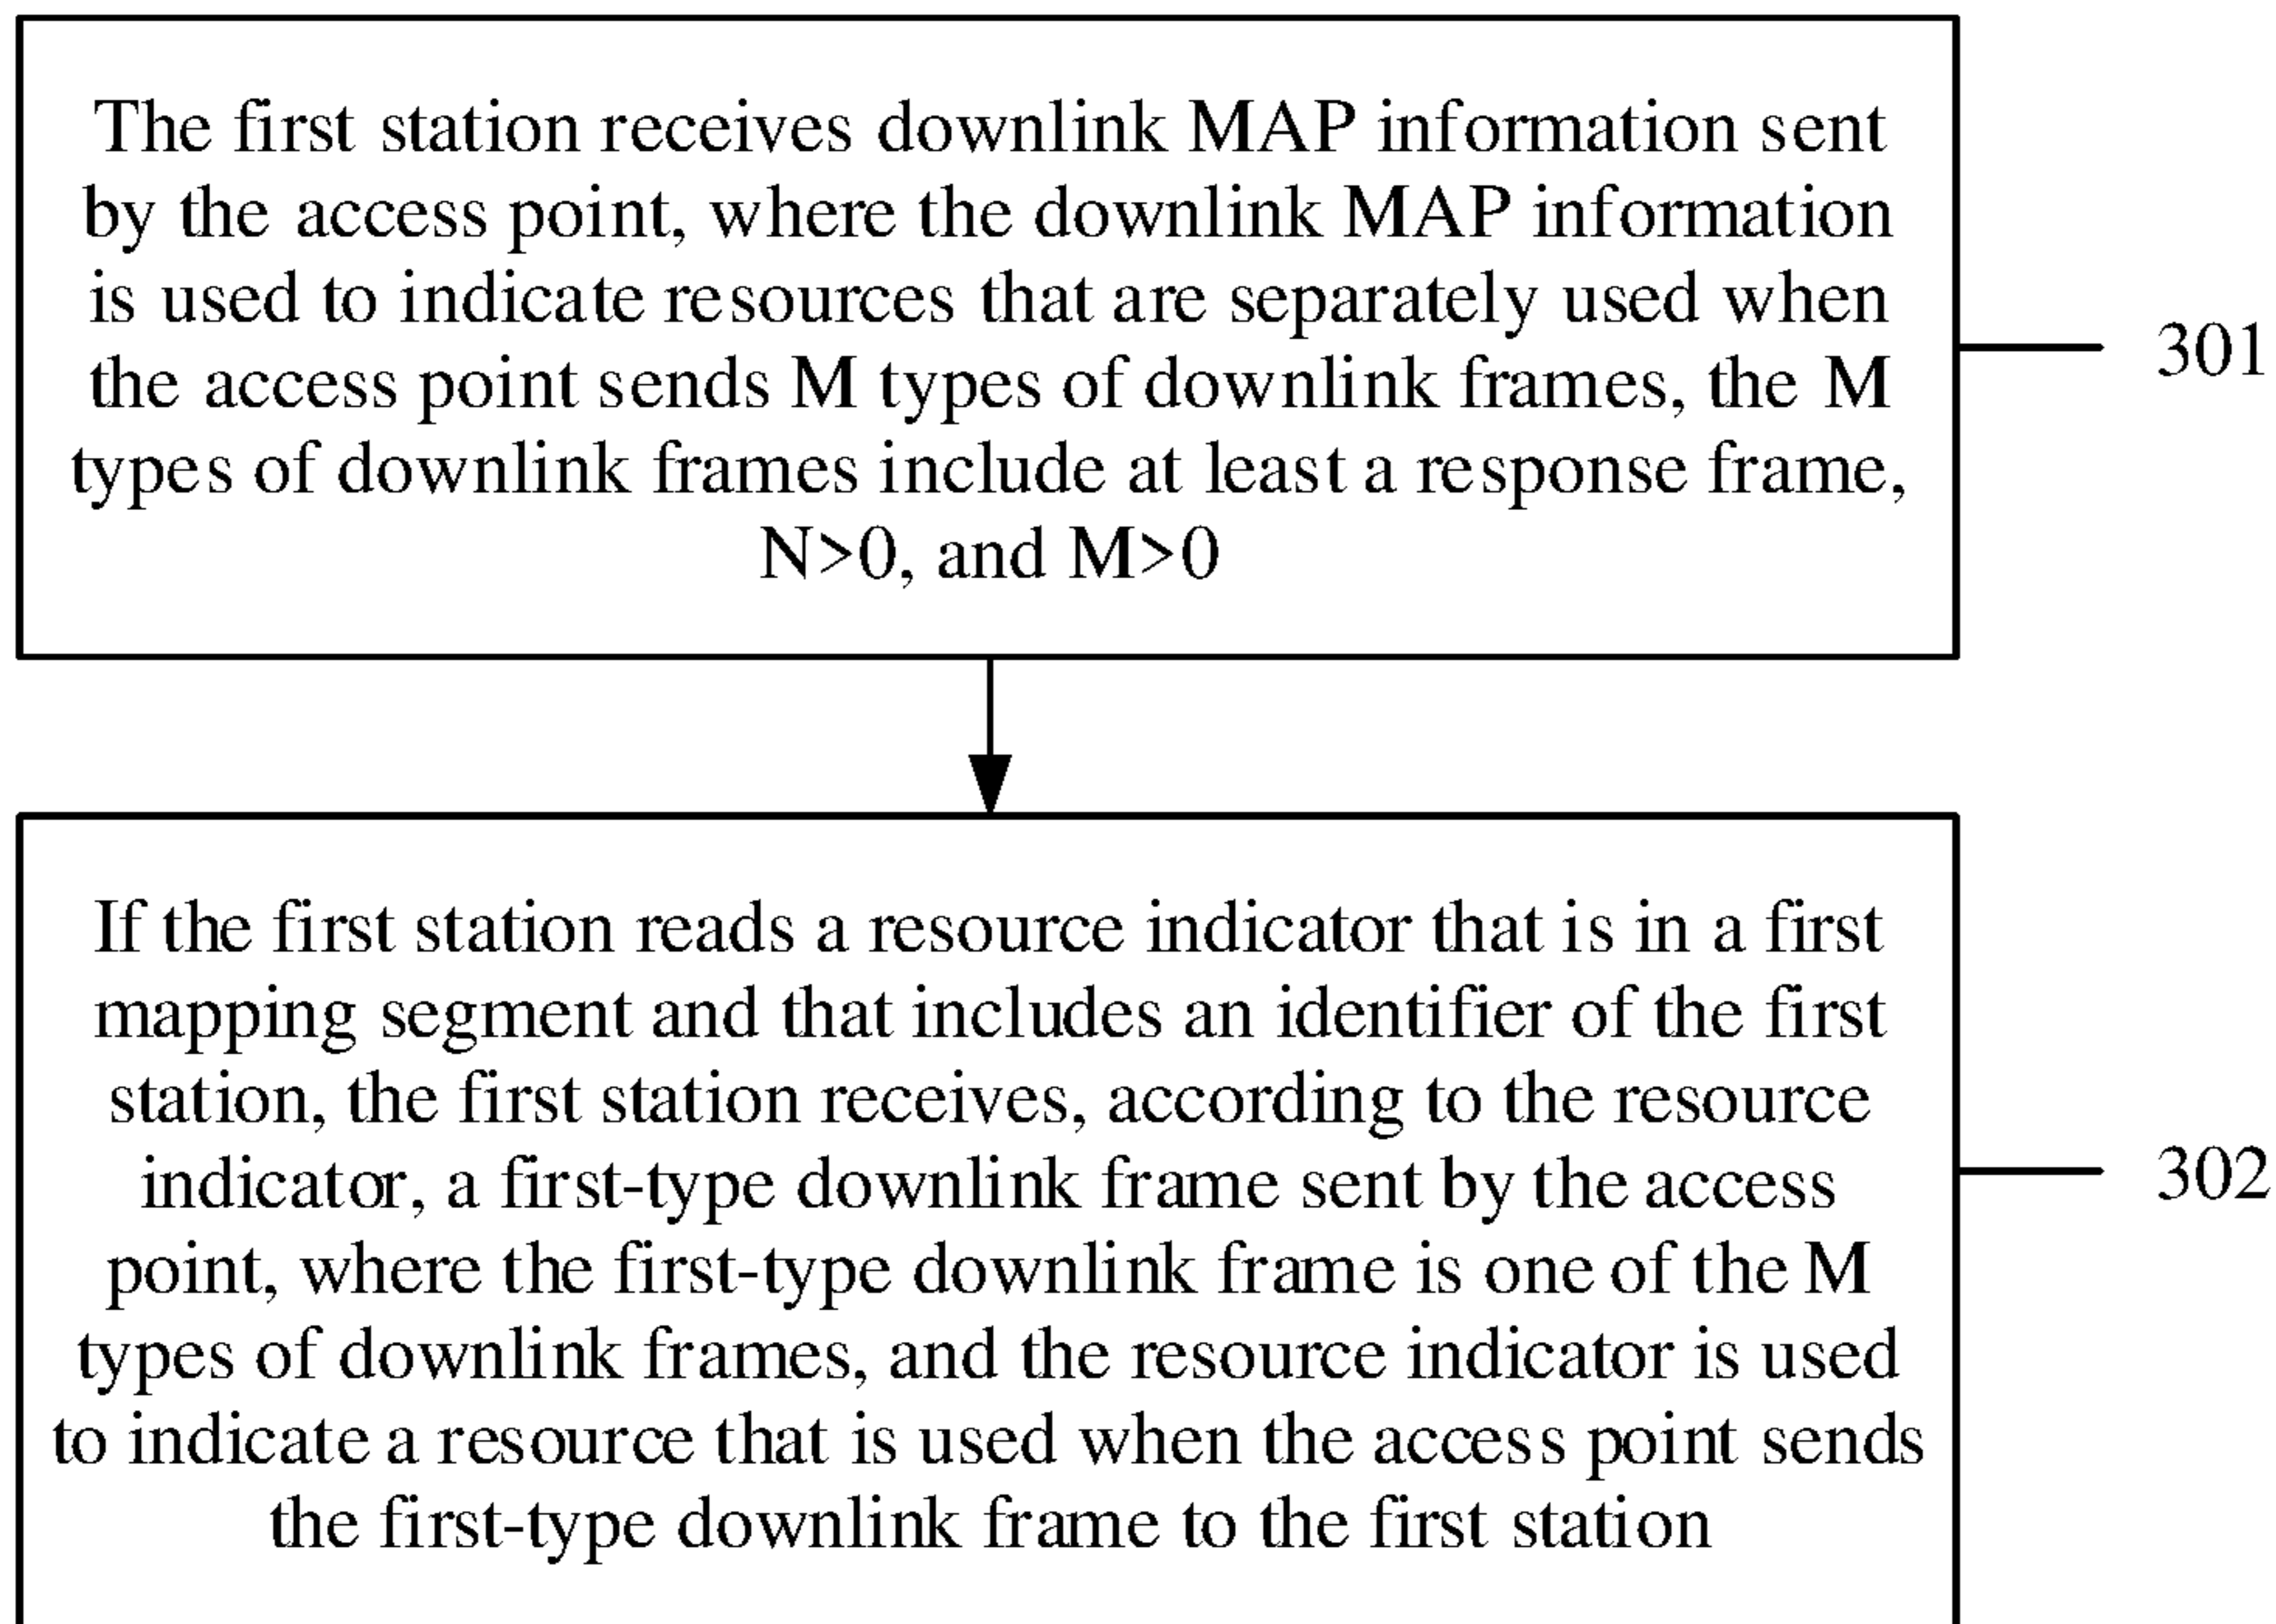 The first station receives downlink MAP information sent
by the access point, where the downlink MAP information
is used to indicate resources that are separately used when
the access point sends M types of downlink frames, the M
types of downlink frames include at least a response frame,
N>0, and M>0
301
If the first station reads a resource indicator that is in a first
mapping segment and that includes an identifier of the first
station, the first station receives, according to the resource
indicator, a first-type downlink frame sent by the access
point, where the first-type downlink frame is one of the M
types of downlink frames, and the resource indicator is used
to indicate a resource that is used when the access point sends
the first-type downlink frame to the first station
302